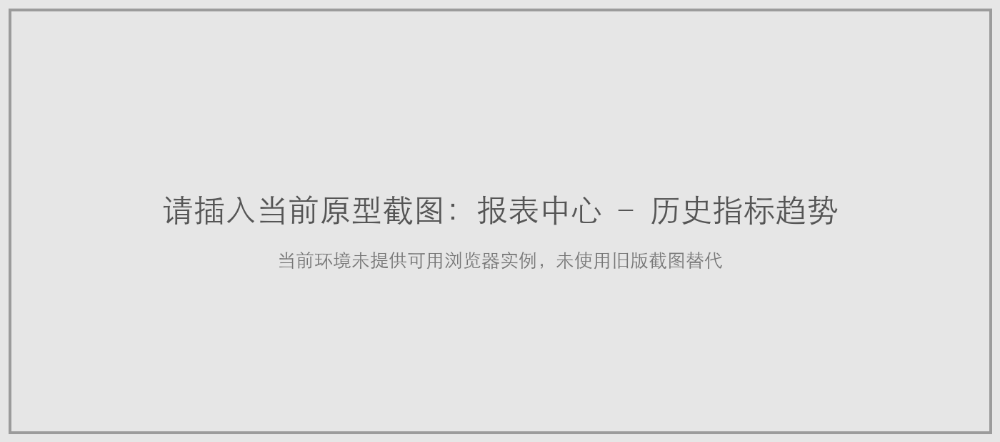 请插入当前原型截图：报表中心 – 历史指标趋势
当前环境未提供可用浏览器实例，未使用旧版截图替代